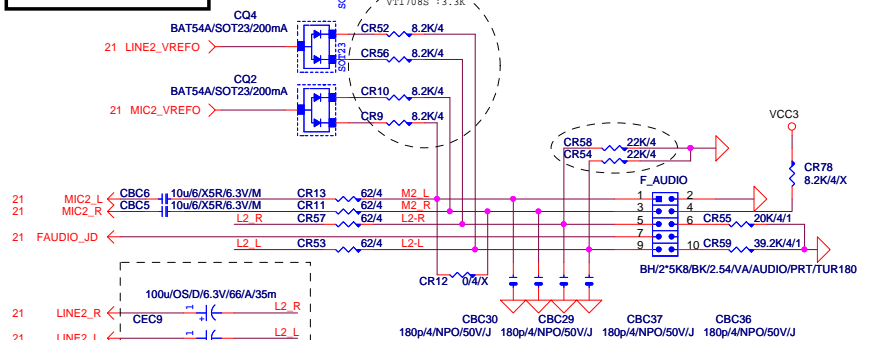 VT1708S :3.3K
CQ4
BAT54A/SOT23/200mA
21 LINE2_VREFO
SOT23
CR52 8.2K/4
CR56 8.2K/4
CQ2
BAT54A/SOT23/200mA
21 MIC2_VREFO
CR10 8.2K/4
CR9 8.2K/4
VCC3
CR58 22K/4
CR54 22K/4
CR78
8.2K/4/X
F_AUDIO
21 MIC2_L CBC6 10u/6/X5R/6.3V/M CR13 62/4 M2_L 1 2
21 MIC2_R CBC5 10u/6/X5R/6.3V/M CR11 62/4 M2_R 3 4
L2_R CR57 62/4 L2-R 5 6 CR55 20K/4/1
21 FAUDIO_JD 7
L2_L CR53 62/4 L2-L 9 10 CR59 39.2K/4/1
BH/2*5K8/BK/2.54/VA/AUDIO/PRT/TUR180
CR12 0/4/X
100u/OS/D/6.3V/66/A/35m
21 LINE2_R CEC9 1 + L2_R
CBC30 CBC29 CBC37 CBC36
180p/4/NPO/50V/J 180p/4/NPO/50V/J 180p/4/NPO/50V/J 180p/4/NPO/50V/J
21 LINE2_L 1 L2_L